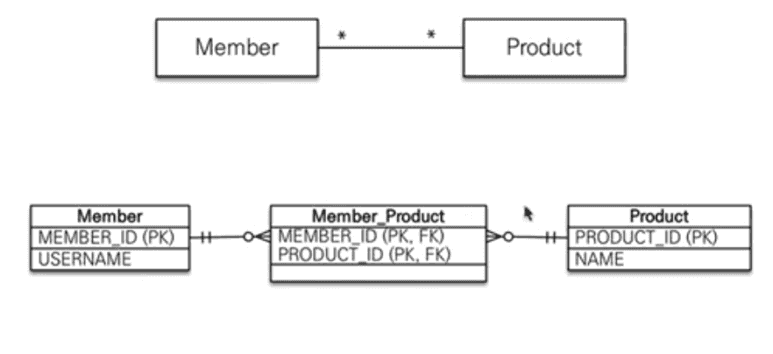 Member * * Product
Member
MEMBER_ID (PK)
USERNAME
Member_Product
MEMBER_ID (PK, FK)
PRODUCT_ID (PK, FK)
Product
PRODUCT_ID (PK)
NAME